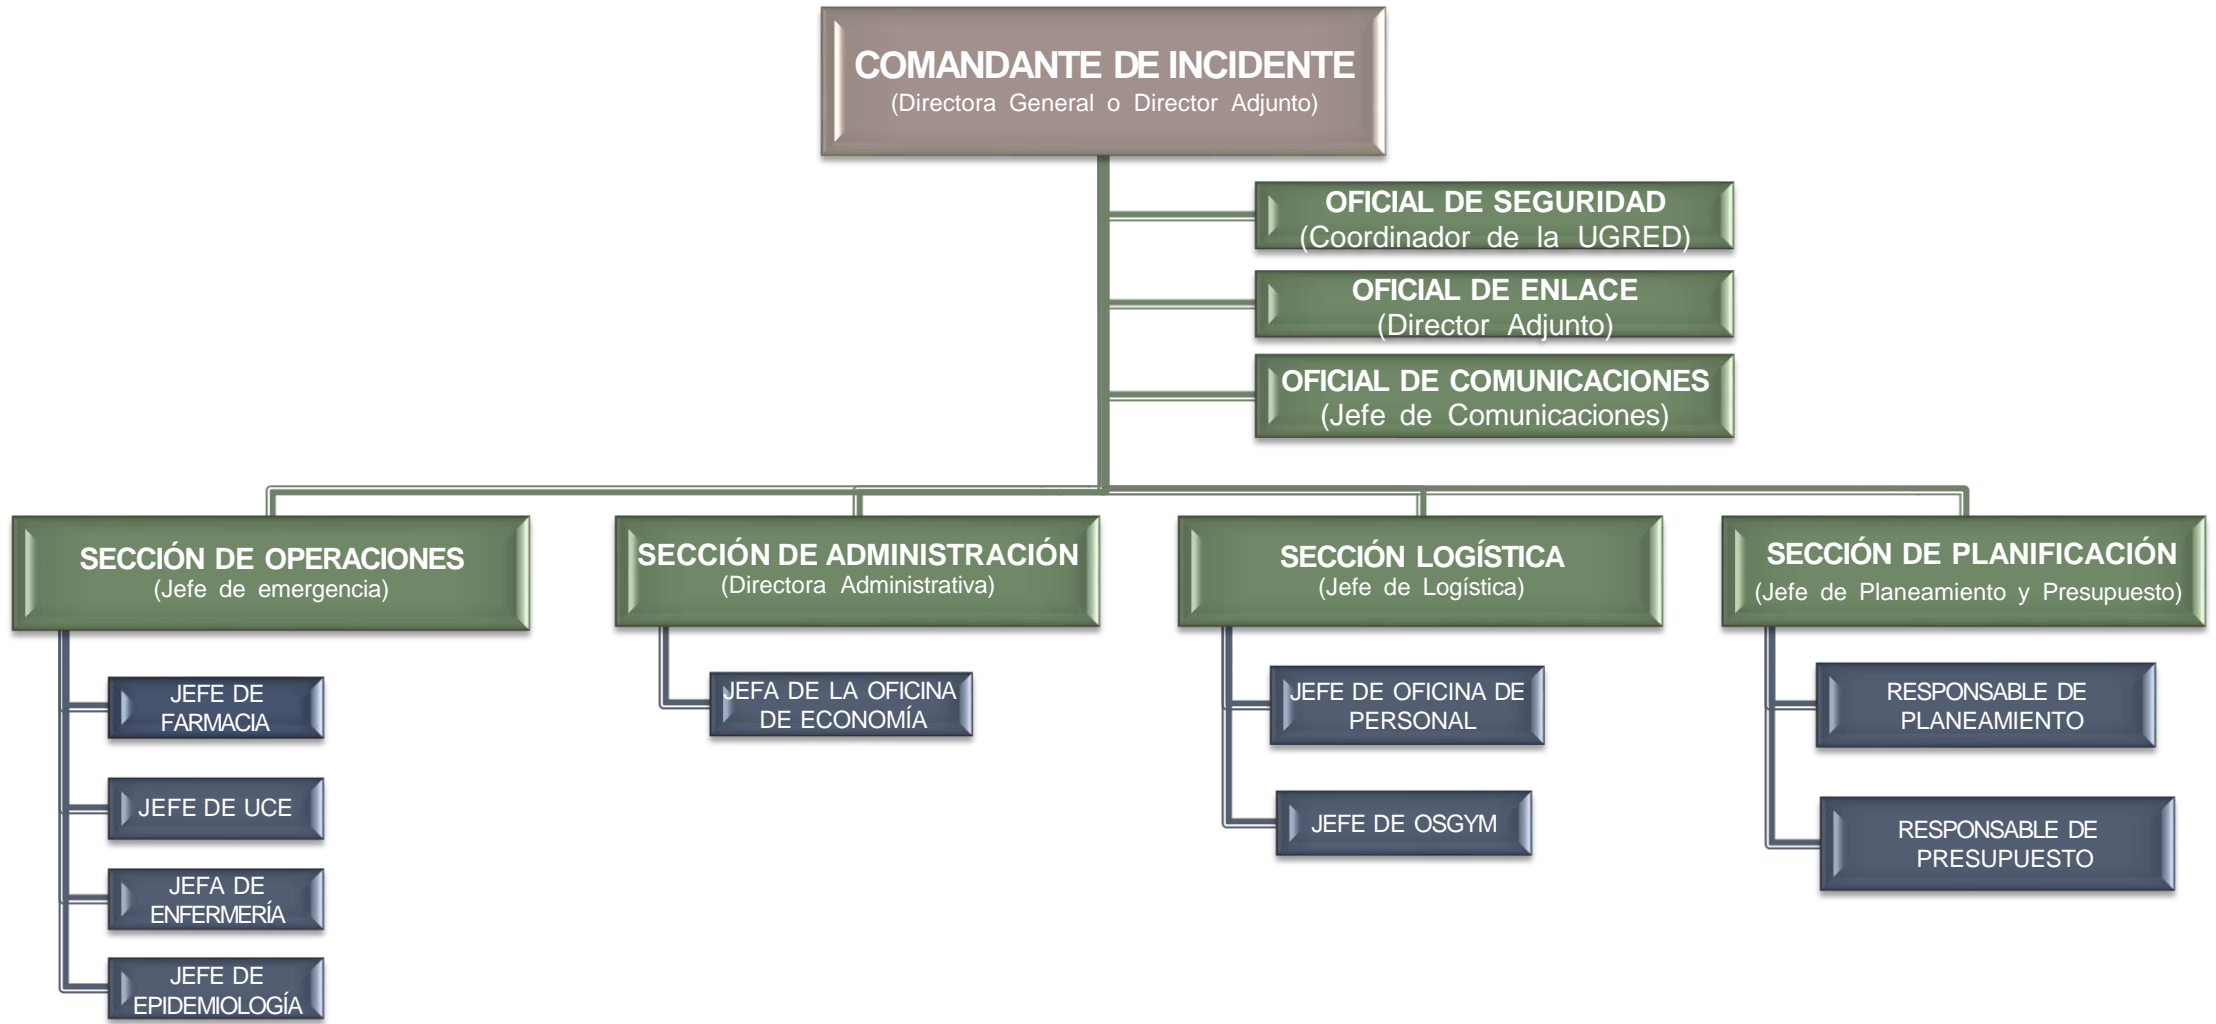 COMANDANTE DE INCIDENTE
(Directora General o Director Adjunto)
OFICIAL DE SEGURIDAD
(Coordinador de la UGRED)
OFICIAL DE ENLACE
(Director Adjunto)
OFICIAL DE COMUNICACIONES
(Jefe de Comunicaciones)
SECCIÓN DE OPERACIONES
(Jefe de emergencia)
JEFE DE
FARMACIA
JEFE DE UCE
JEFA DE
ENFERMERÍA
JEFE DE
EPIDEMIOLOGÍA
SECCIÓN DE ADMINISTRACIÓN
(Directora Administrativa)
JEFA DE LA OFICINA
DE ECONOMÍA
SECCIÓN LOGÍSTICA
(Jefe de Logística)
JEFE DE OFICINA DE
PERSONAL
JEFE DE OSGYM
SECCIÓN DE PLANIFICACIÓN
(Jefe de Planeamiento y Presupuesto)
RESPONSABLE DE
PLANEAMIENTO
RESPONSABLE DE
PRESUPUESTO